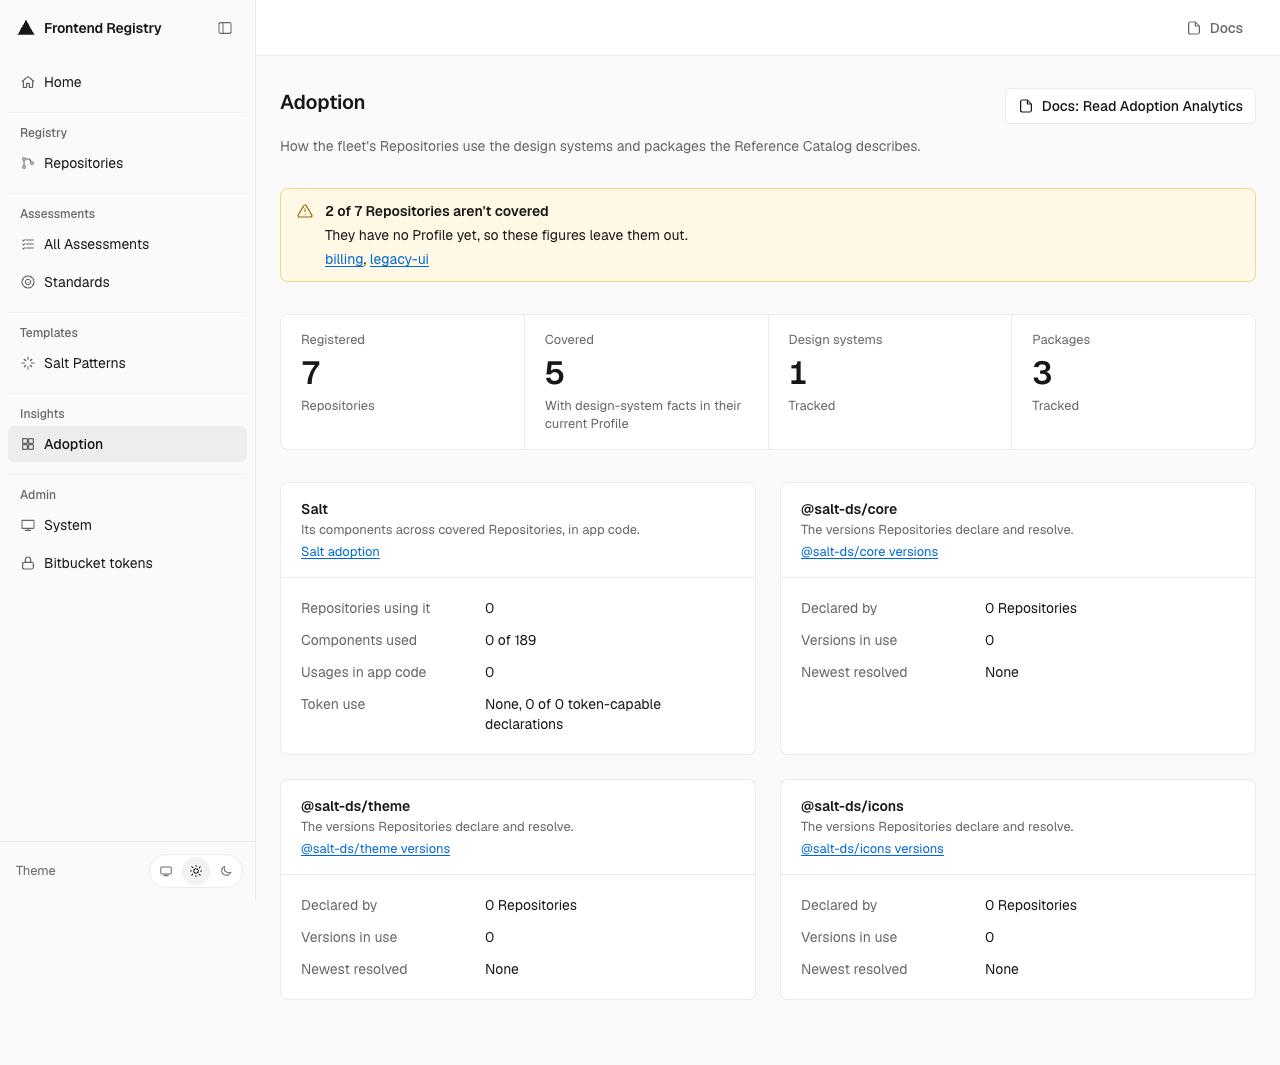 Frontend Registry
Docs
Home
Registry
Repositories
Assessments
All Assessments
Standards
Templates
Salt Patterns
Insights
Adoption
Admin
System
Bitbucket tokens
Theme
Adoption
Docs: Read Adoption Analytics
How the fleet's Repositories use the design systems and packages the Reference Catalog describes.
2 of 7 Repositories aren't covered
They have no Profile yet, so these figures leave them out.
billing, legacy-ui
Registered
7
Repositories
Covered
5
With design-system facts in their
current Profile
Design systems
1
Tracked
Packages
3
Tracked
Salt
Its components across covered Repositories, in app code.
Salt adoption
Repositories using it 0
Components used 0 of 189
Usages in app code 0
Token use None, 0 of 0 token-capable
declarations
@salt-ds/core
The versions Repositories declare and resolve.
@salt-ds/core versions
Declared by 0 Repositories
Versions in use 0
Newest resolved None
@salt-ds/theme
The versions Repositories declare and resolve.
@salt-ds/theme versions
Declared by 0 Repositories
Versions in use 0
Newest resolved None
@salt-ds/icons
The versions Repositories declare and resolve.
@salt-ds/icons versions
Declared by 0 Repositories
Versions in use 0
Newest resolved None